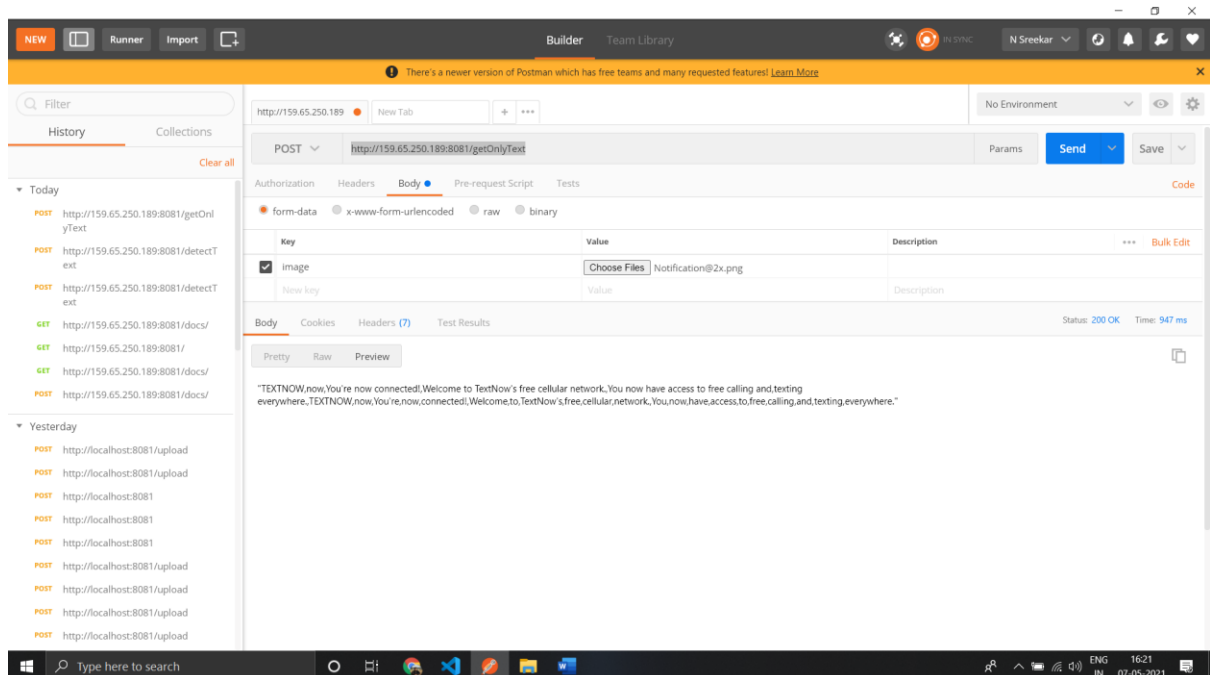 NEW
Runner
Import
Builder
Team Library
IN SYNC
N Sreekar
There's a newer version of Postman which has free teams and many requested features! Learn More
Filter
History
Collections
Clear all
Today
POST http://159.65.250.189:8081/getOnl
yText
POST http://159.65.250.189:8081/detectT
ext
POST http://159.65.250.189:8081/detectT
ext
GET http://159.65.250.189:8081/docs/
GET http://159.65.250.189:8081/
GET http://159.65.250.189:8081/docs/
POST http://159.65.250.189:8081/docs/
Yesterday
POST http://localhost:8081/upload
POST http://localhost:8081/upload
POST http://localhost:8081
POST http://localhost:8081
POST http://localhost:8081
POST http://localhost:8081/upload
POST http://localhost:8081/upload
POST http://localhost:8081/upload
POST http://localhost:8081/upload
http://159.65.250.189
New Tab
No Environment
POST
http://159.65.250.189:8081/getOnlyText
Params
Send
Save
Authorization
Headers
Body
Pre-request Script
Tests
Code
form-data
x-www-form-urlencoded
raw
binary
Key
Value
Description
Bulk Edit
image
Choose Files Notification@2x.png
New key
Value
Description
Body
Cookies
Headers (7)
Test Results
Status: 200 OK
Time: 947 ms
Pretty
Raw
Preview
"TEXTNOW,now,You're now connected!,Welcome to TextNow's free cellular network.,You now have access to free calling and,texting
everywhere.,TEXTNOW,now,You're,now,connected!,Welcome,to,TextNow's,free,cellular,network.,You,now,have,access,to,free,calling,and,texting,everywhere."
Type here to search
ENG
IN
16:21
07-05-2021